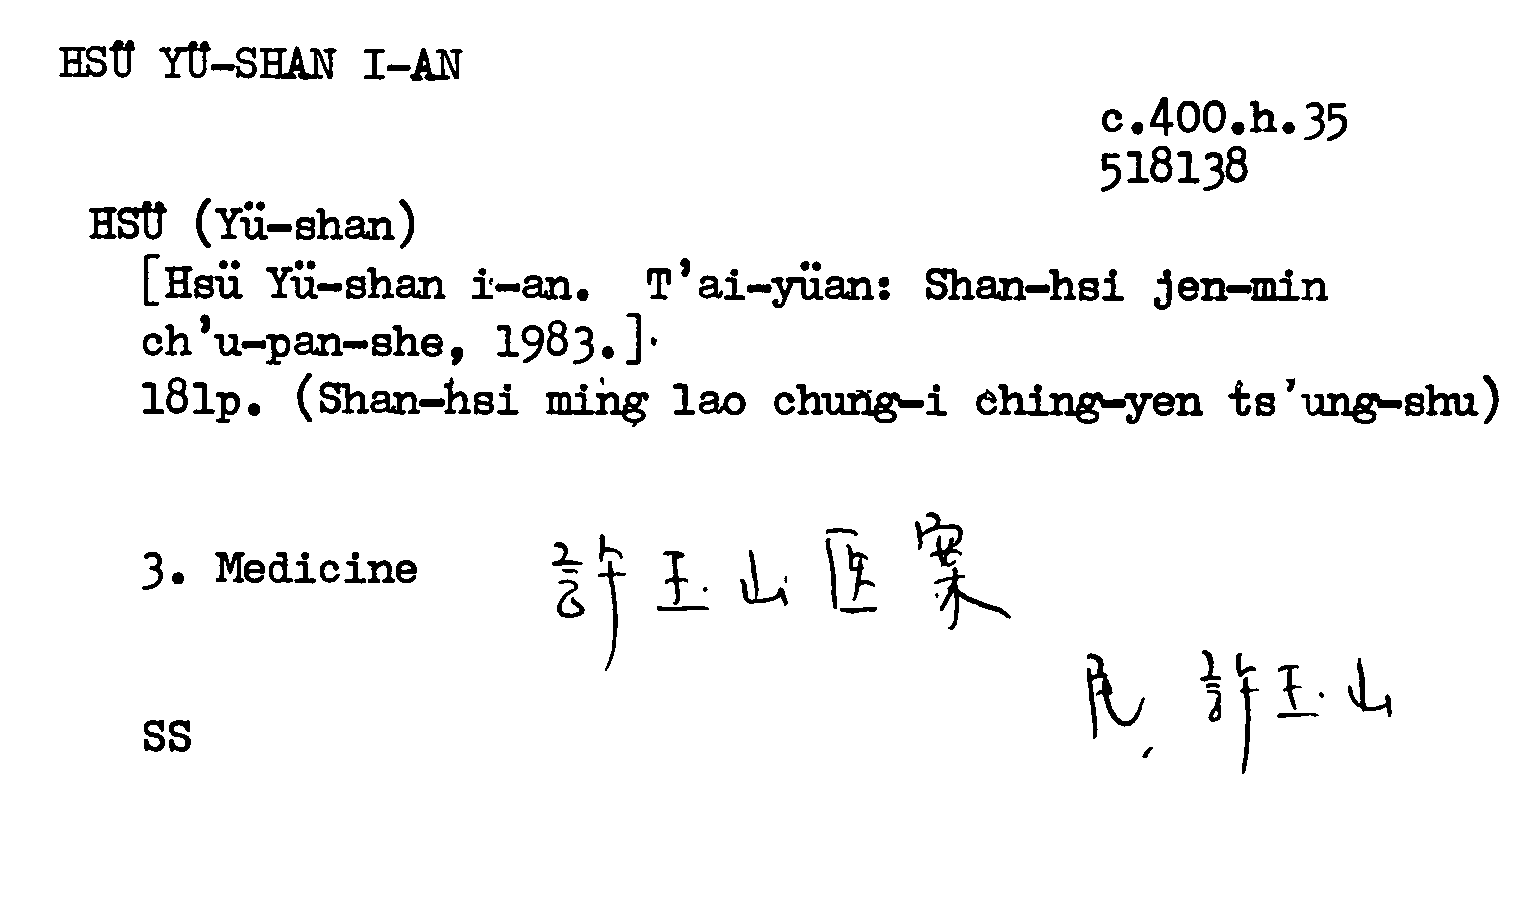 HSÜ YÜ-SHAN I-AN
c.400.h.35
518138
HSÜ (Yü-shan)
[Hsü Yü-shan i-an. T'ai-yüan: Shan-hsi jen-min
ch'u-pan-she, 1983.]
181p. (Shan-hsi ming lao chung-i ching-yen ts'ung-shu)
3. Medicine
許玉山医案
民 許玉山
SS